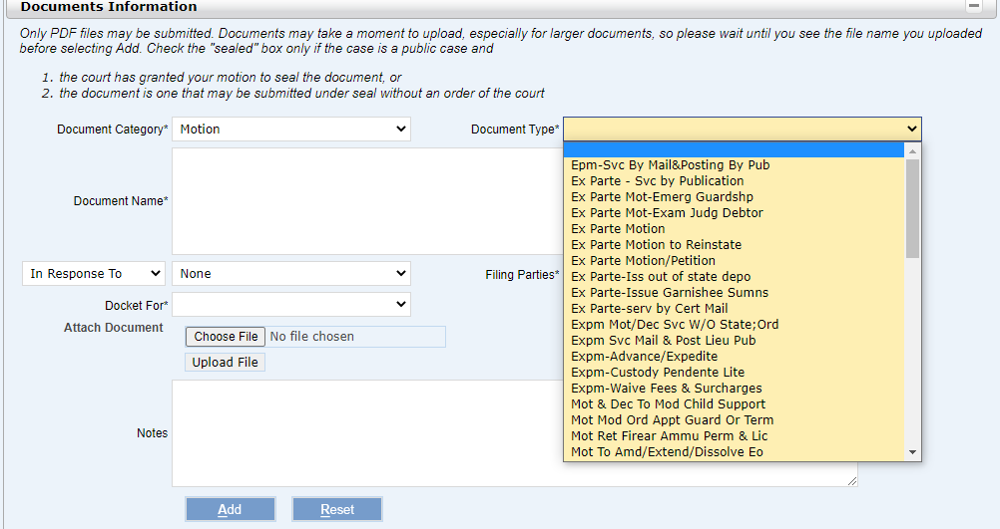 Documents Information
Only PDF files may be submitted. Documents may take a moment to upload, especially for larger documents, so please wait until you see the file name you uploaded
before selecting Add. Check the "sealed" box only if the case is a public case and
1. the court has granted your motion to seal the document, or
2. the document is one that may be submitted under seal without an order of the court
Document Category* Motion Document Type*
Document Name*
In Response To None Filing Parties*
Docket For*
Attach Document Choose File No file chosen
Upload File
Notes
Add Reset
Epm-Svc By Mail&Posting By Pub
Ex Parte - Svc by Publication
Ex Parte Mot-Emerg Guardshp
Ex Parte Mot-Exam Judg Debtor
Ex Parte Motion
Ex Parte Motion to Reinstate
Ex Parte Motion/Petition
Ex Parte-Iss out of state depo
Ex Parte-Issue Garnishee Sumns
Ex Parte-serv by Cert Mail
Expm Mot/Dec Svc W/O State;Ord
Expm Svc Mail & Post Lieu Pub
Expm-Advance/Expedite
Expm-Custody Pendente Lite
Expm-Waive Fees & Surcharges
Mot & Dec To Mod Child Support
Mot Mod Ord Appt Guard Or Term
Mot Ret Firear Ammu Perm & Lic
Mot To Amd/Extend/Dissolve Eo